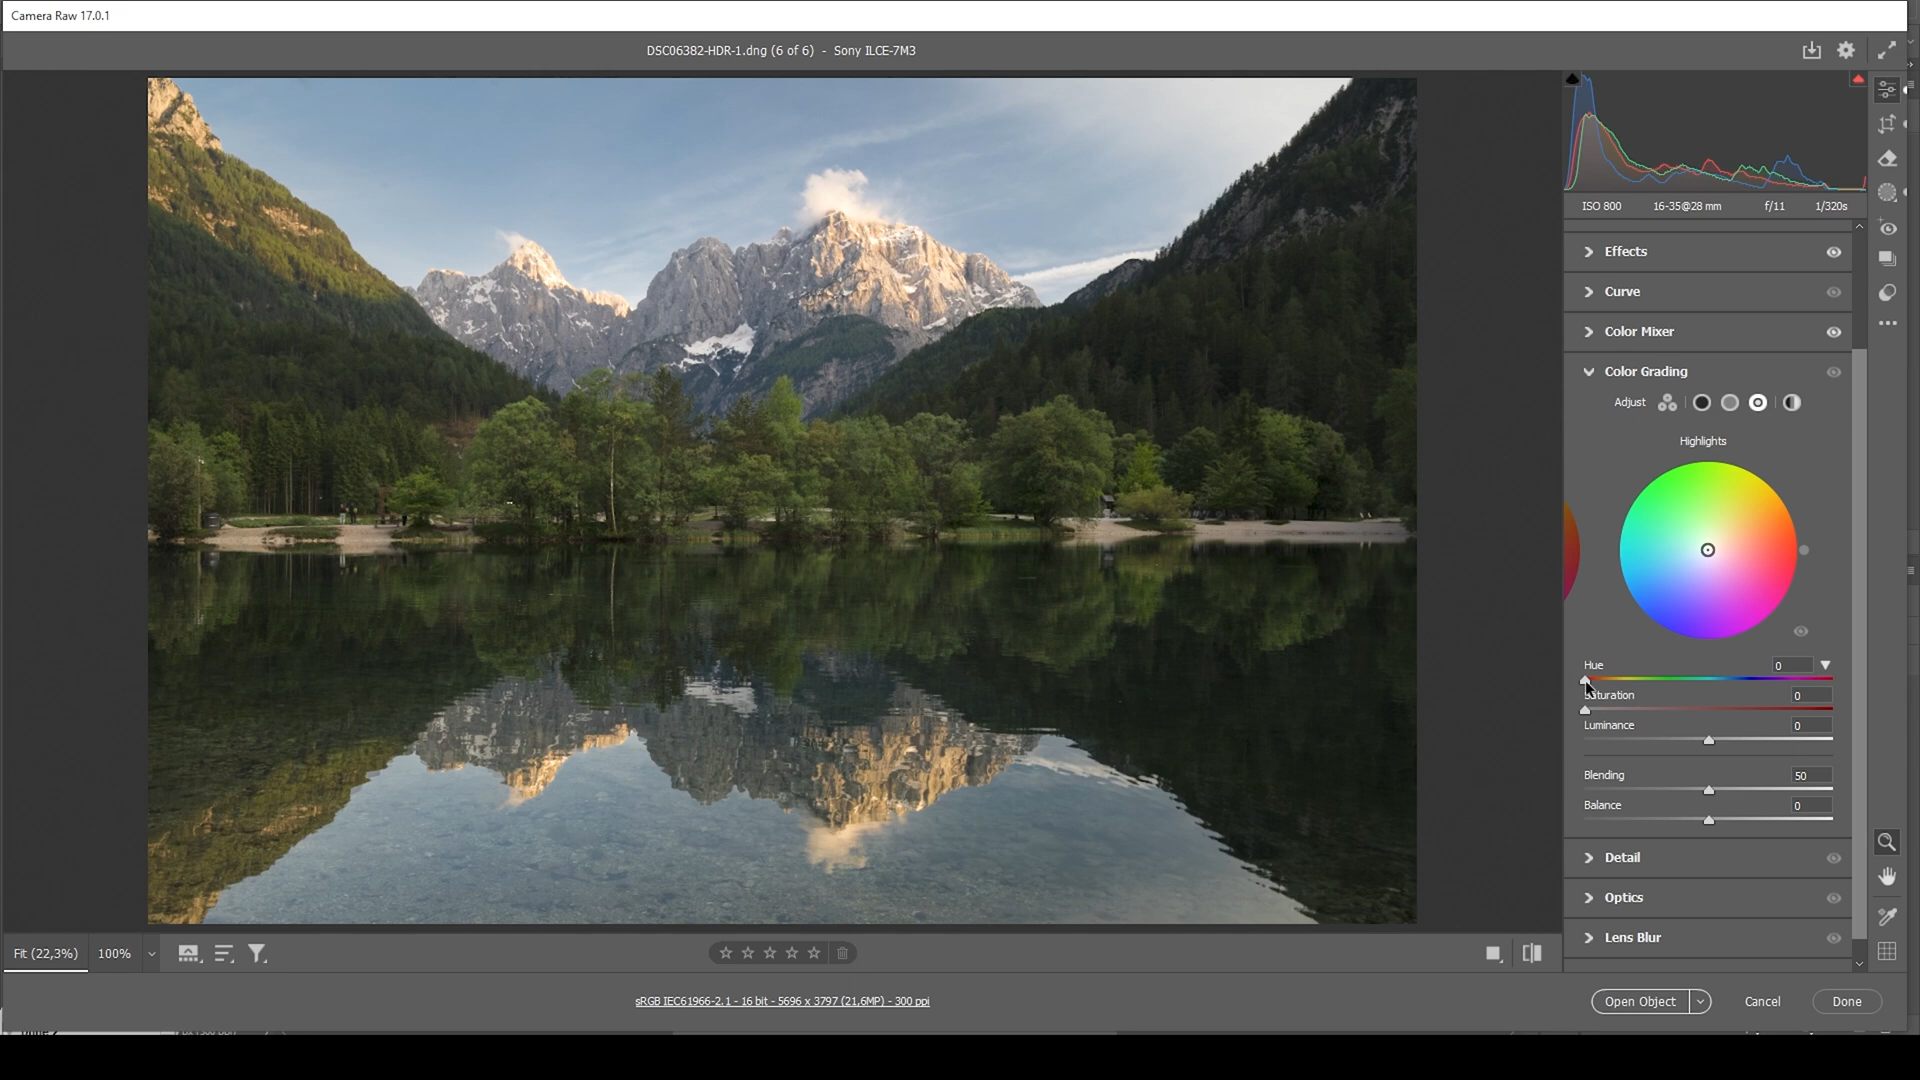 Camera Raw 17.0.1
DSC06382-HDR-1.dng (6 of 6) - Sony ILCE-7M3
ISO 800 16-35@28 mm f/11 1/320s
Effects
Curve
Color Mixer
Color Grading
Adjust
Highlights
Hue 0
Saturation 0
Luminance 0
Blending 50
Balance 0
Detail
Optics
Lens Blur
Fit (22,3%) 100%
sRGB IEC61966-2.1 - 16 bit - 5696 x 3797 (21,6MP) - 300 ppi
Open Object Cancel Done